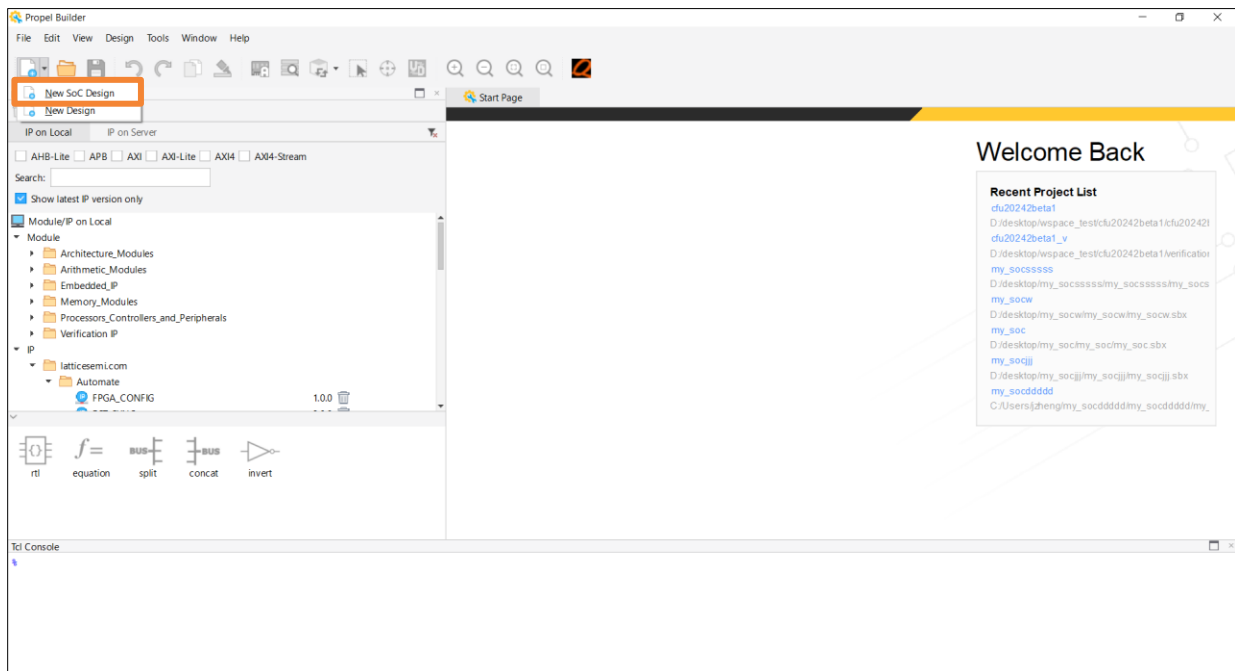 Propel Builder
File Edit View Design Tools Window Help
New SoC Design
New Design
Start Page
IP on Local IP on Server
AHB-Lite APB AXI AXI-Lite AXI4 AXI4-Stream
Search:
Show latest IP version only
Module/IP on Local
Module
Architecture_Modules
Arithmetic_Modules
Embedded_IP
Memory_Modules
Processors_Controllers_and_Peripherals
Verification IP
IP
latticesemi.com
Automate
FPGA_CONFIG 1.0.0
rtl equation split concat invert
BUS BUS
Welcome Back
Recent Project List
cfu20242beta1
D:/desktop/wspace_test/cfu20242beta1/cfu20242b
cfu20242beta1_v
D:/desktop/wspace_test/cfu20242beta1/verification
my_socsssss
D:/desktop/my_socsssss/my_socsssss/my_socs
my_socw
D:/desktop/my_socw/my_socw/my_socw.sbx
my_soc
D:/desktop/my_soc/my_soc/my_soc.sbx
my_socjjj
D:/desktop/my_socjjj/my_socjjj/my_socjjj.sbx
my_socddddd
C:/Users/jzheng/my_socddddd/my_socddddd/my_
Tcl Console
%